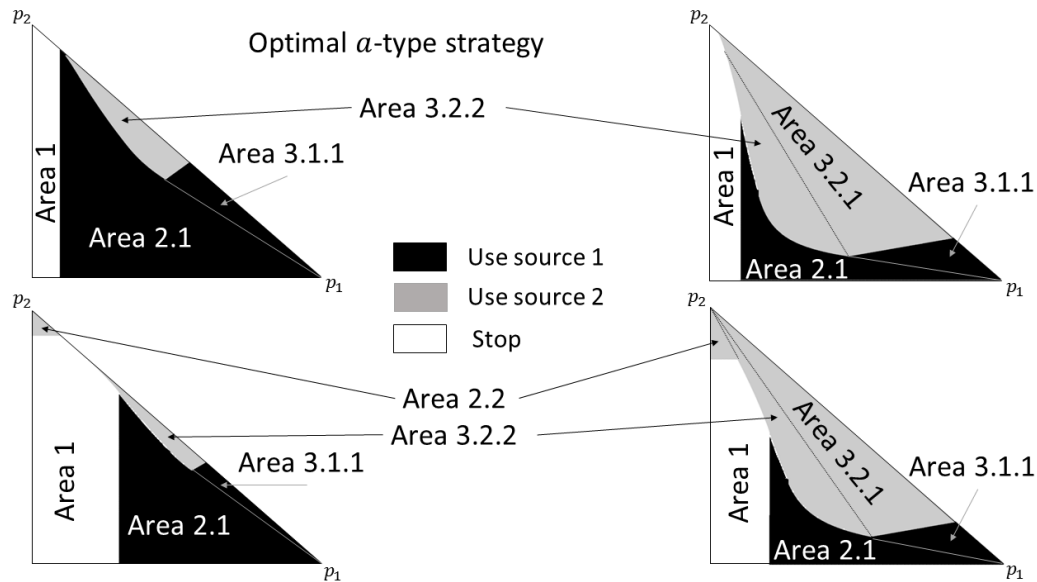 p₂
p₂
Optimal a-type strategy
Area 3.2.2
Area 3.1.1
Area 1
Area 2.1
Area 1
Area 3.2.1
Area 3.1.1
Area 2.1
p₁
p₁
Use source 1
Use source 2
Stop
p₂
p₂
Area 2.2
Area 3.2.2
Area 3.1.1
Area 1
Area 2.1
Area 1
Area 3.2.1
Area 3.1.1
Area 2.1
p₁
p₁